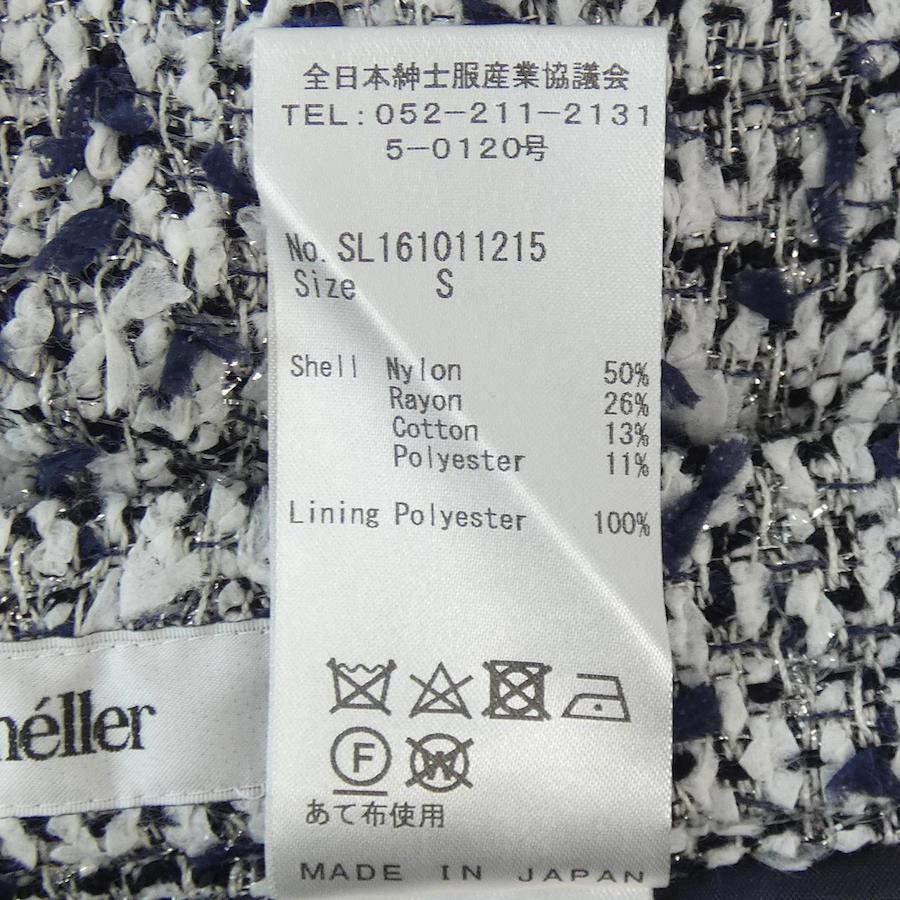 全日本紳士服産業協議会
TEL:052-211-2131
5-0120号
No. SL161011215
Size S
Shell Nylon 50%
Rayon 26%
Cotton 13%
Polyester 11%
Lining Polyester 100%
F W
あて布使用
MADE IN JAPAN
éller